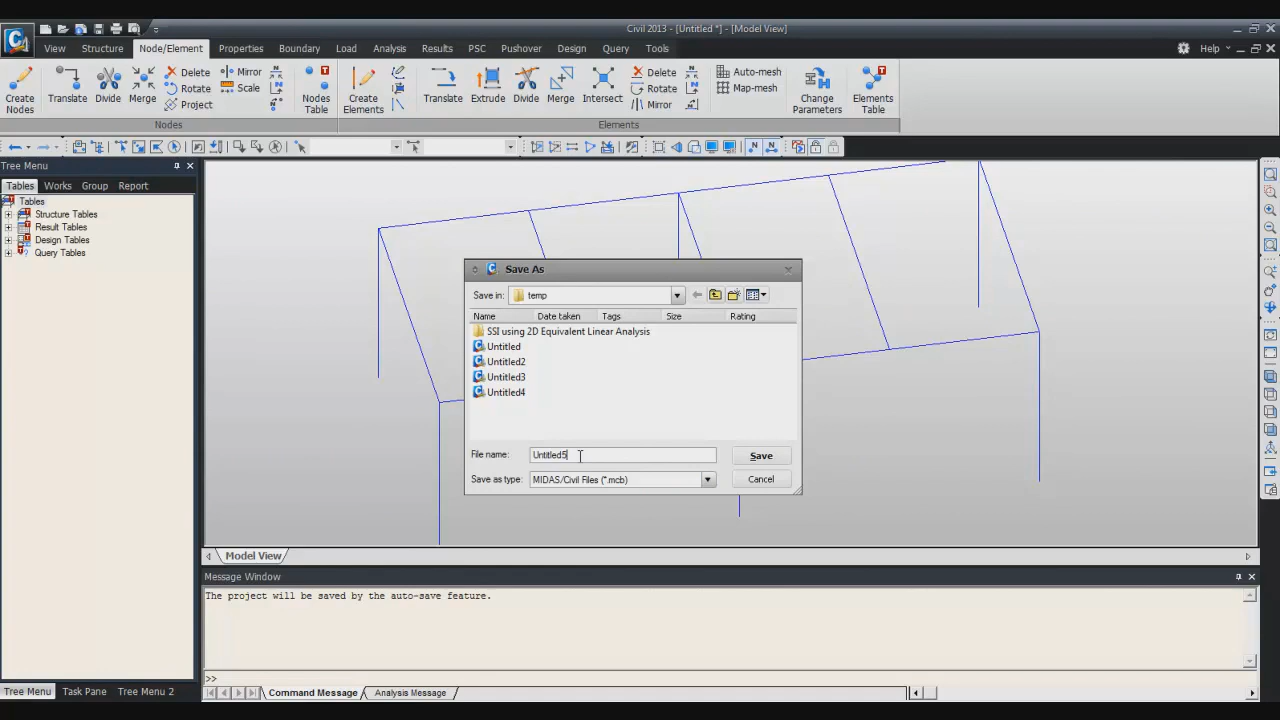 Civil 2013 - [Untitled *] - [Model View]
View Structure Node/Element Properties Boundary Load Analysis Results PSC Pushover Design Query Tools Help
Create Nodes
Translate
Divide
Merge
Delete
Rotate
Project
Mirror
Scale
Nodes Table
Create Elements
Translate
Extrude
Divide
Merge
Intersect
Delete
Rotate
Mirror
Auto-mesh
Map-mesh
Change Parameters
Elements Table
Nodes
Elements
Tree Menu
Tables Works Group Report
Tables
Structure Tables
Result Tables
Design Tables
Query Tables
Save As
Save in: temp
Name Date taken Tags Size Rating
SSI using 2D Equivalent Linear Analysis
Untitled
Untitled2
Untitled3
Untitled4
File name: Untitled5 Save
Save as type: MIDAS/Civil Files (*.mcb) Cancel
Model View
Message Window
The project will be saved by the auto-save feature.
>>
Tree Menu Task Pane Tree Menu 2
Command Message Analysis Message